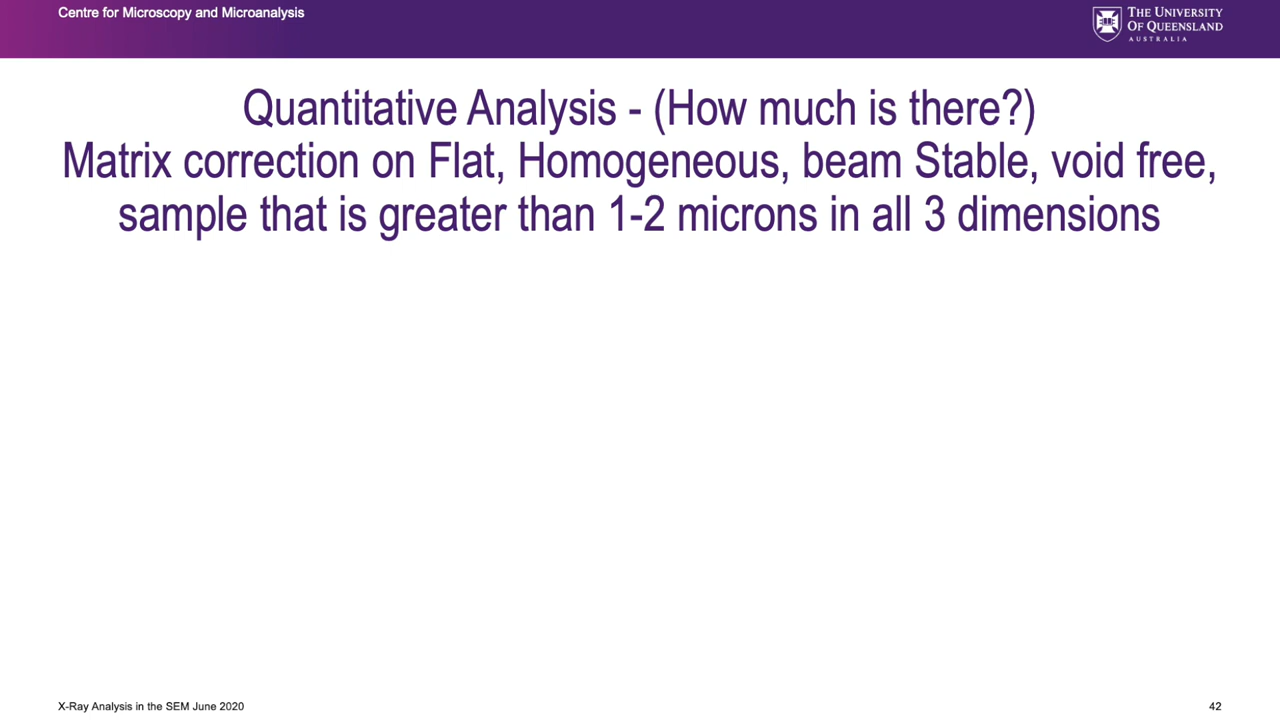 Centre for Microscopy and Microanalysis
THE UNIVERSITY
OF QUEENSLAND
AUSTRALIA
Quantitative Analysis - (How much is there?)
Matrix correction on Flat, Homogeneous, beam Stable, void free,
sample that is greater than 1-2 microns in all 3 dimensions
X-Ray Analysis in the SEM June 2020
42